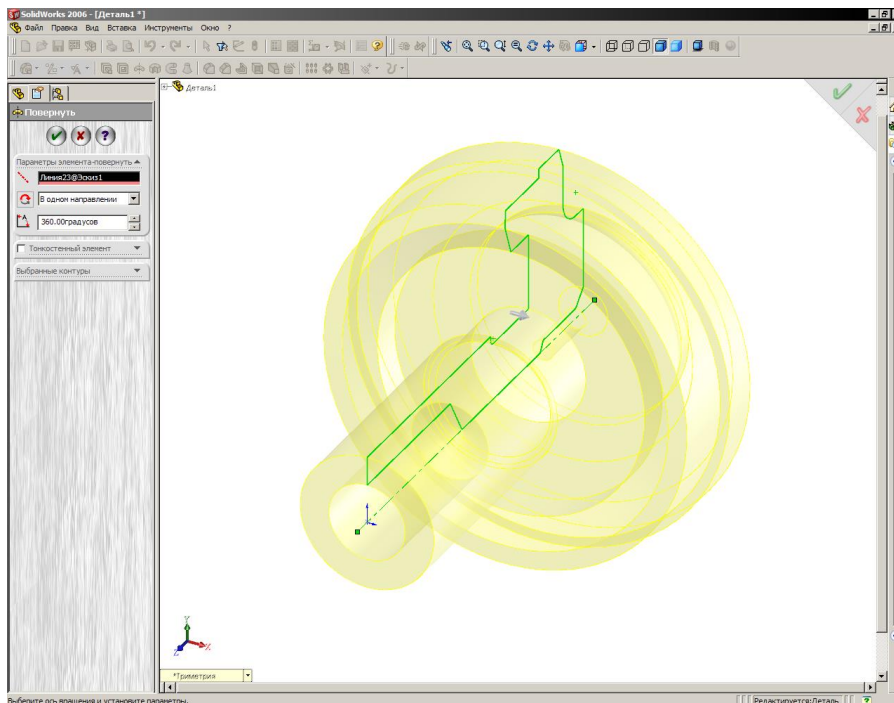 SolidWorks 2006 - [Деталь1 *]
Файл Правка Вид Вставка Инструменты Окно ?
Деталь1
Повернуть
Параметры элемента-повернуть
Линия23@Эскиз1
В одном направлении
360.00градусов
Тонкостенный элемент
Выбранные контуры
Y
X
Z
*Триметрия
Выберите ось вращения и установите параметры.
Редактируется:Деталь